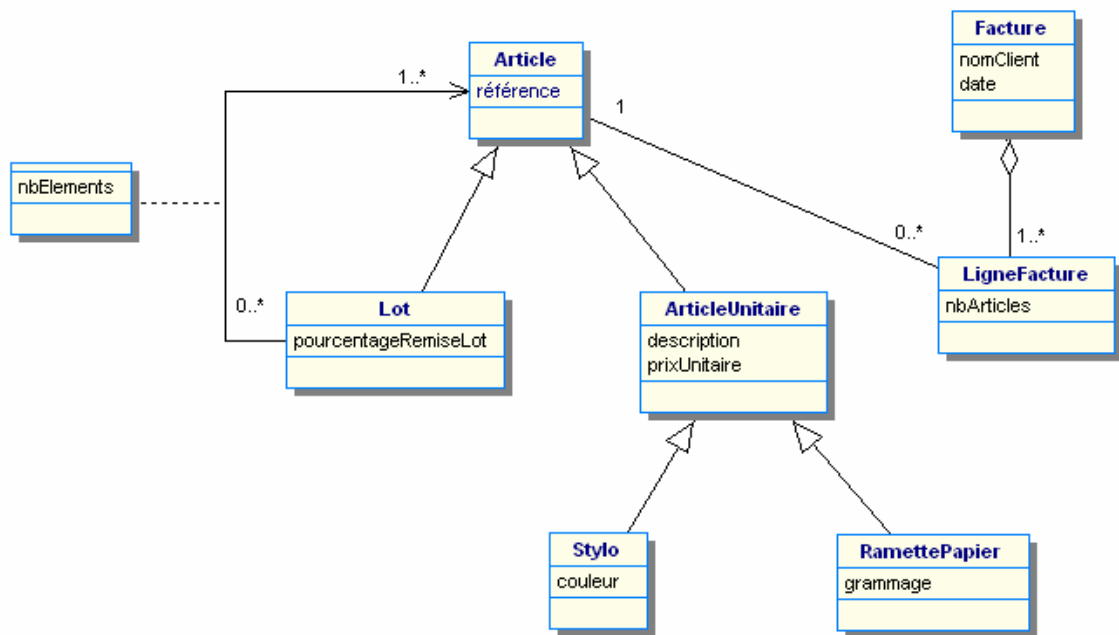 Facture
nomClient
date
Article
référence
1..*
1
nbElements
0..*
0..*
1..*
Lot
pourcentageRemiseLot
ArticleUnitaire
description
prixUnitaire
LigneFacture
nbArticles
Stylo
couleur
RamettePapier
grammage